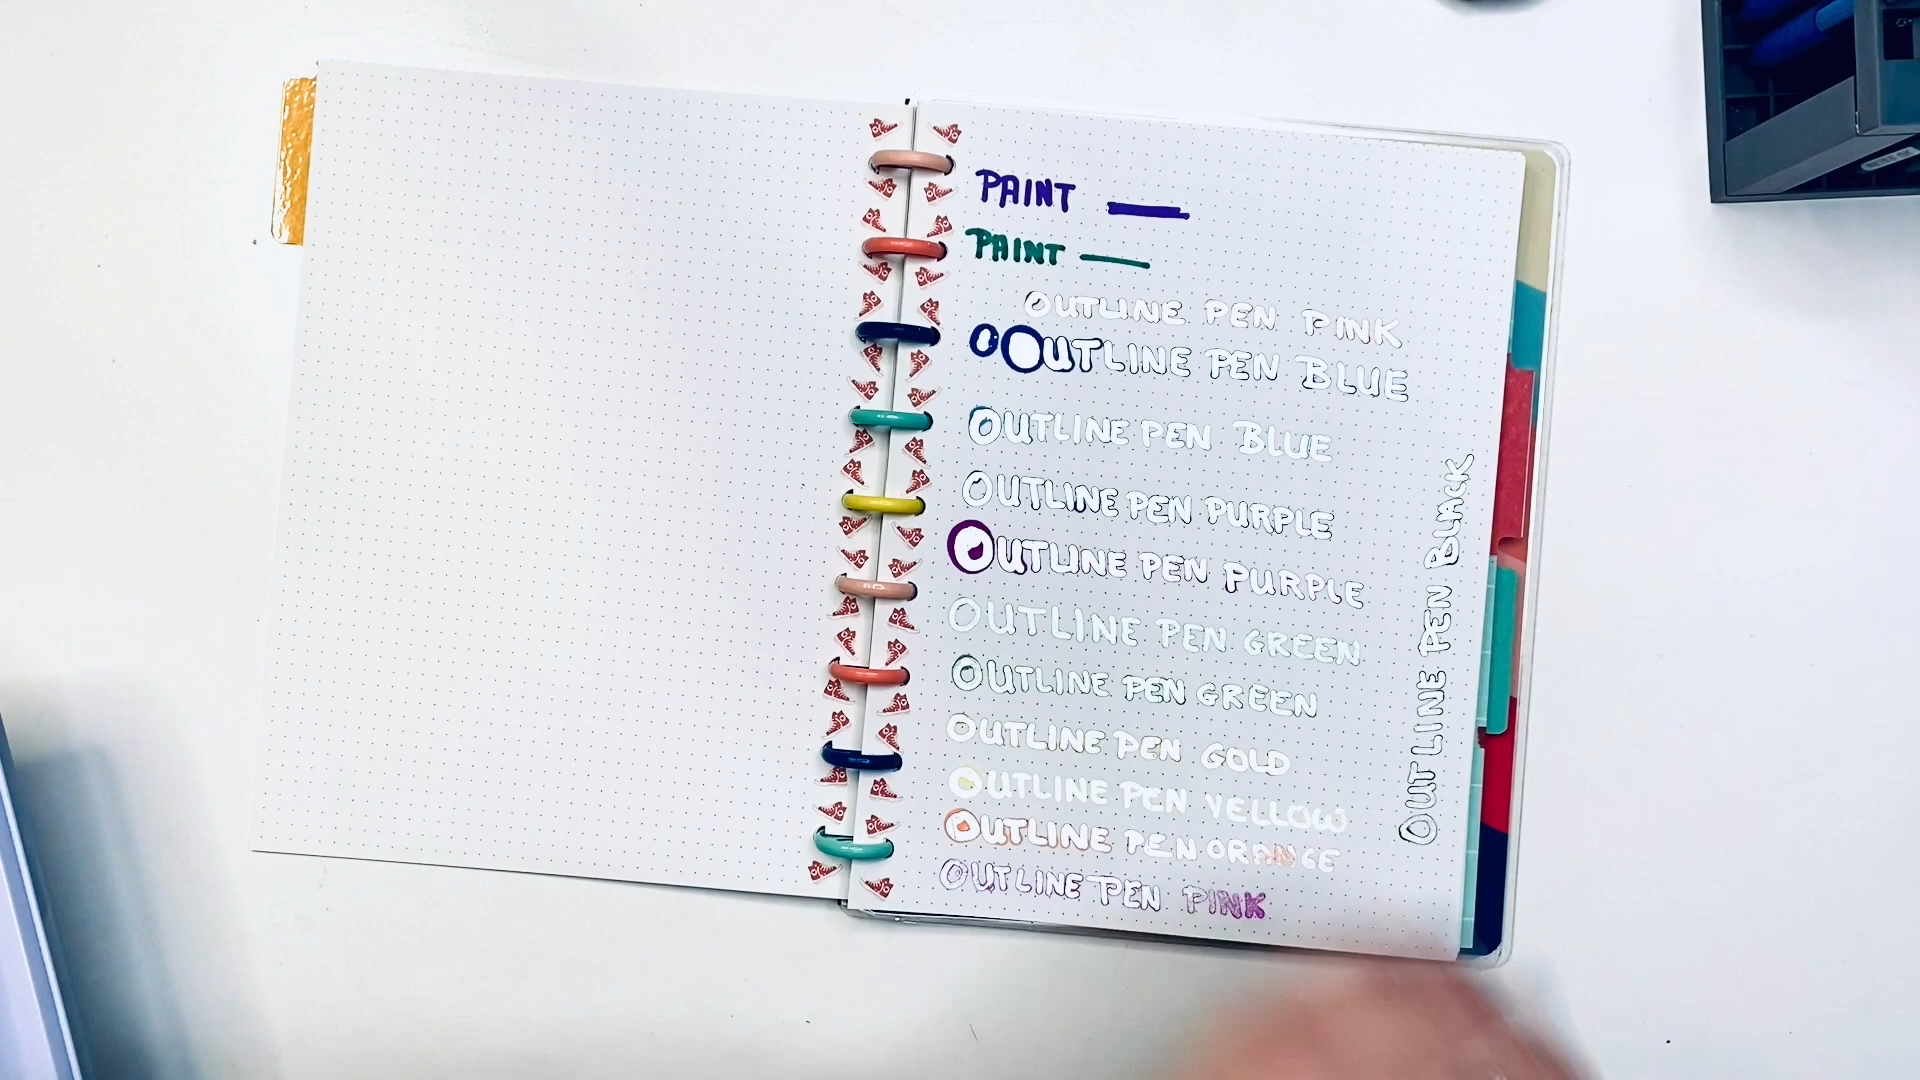 PAINT
PAINT
OUTLINE PEN PINK
O OUTLINE PEN BLUE
OUTLINE PEN BLUE
OUTLINE PEN PURPLE
OUTLINE PEN PURPLE
OUTLINE PEN GREEN
OUTLINE PEN GREEN
OUTLINE PEN GOLD
OUTLINE PEN YELLOW
OUTLINE PEN ORANGE
OUTLINE PEN PINK
OUTLINE PEN BLACK